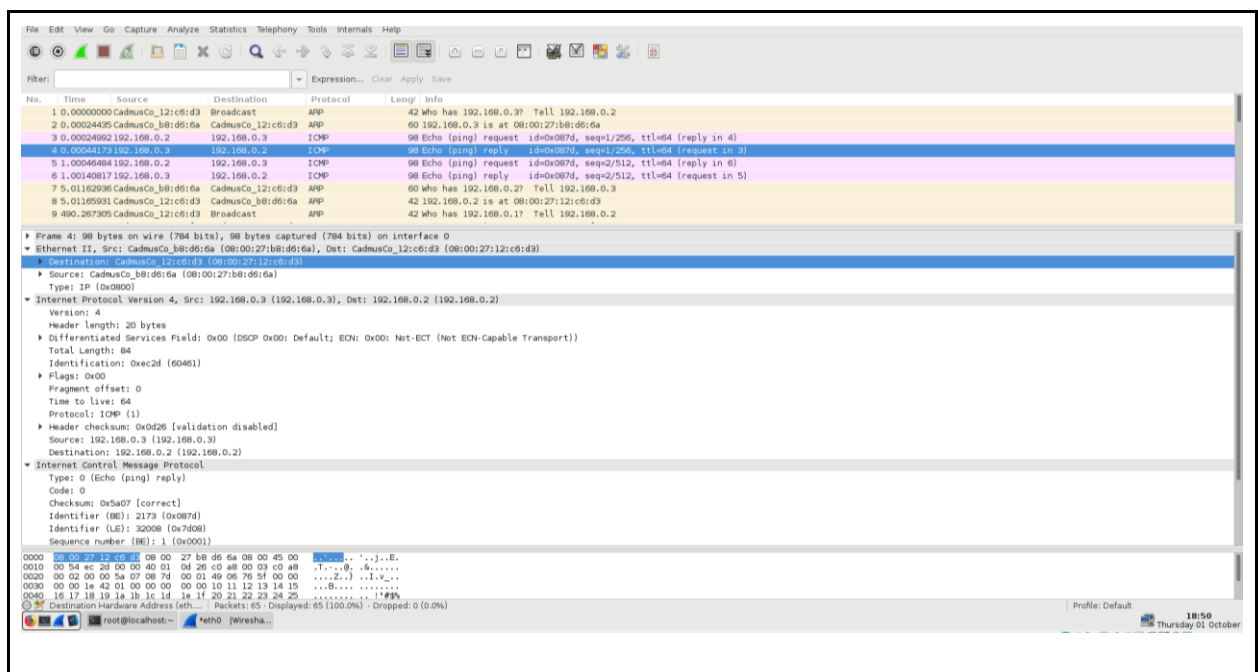 File Edit View Go Capture Analyze Statistics Telephony Tools Internals Help
Filter: Expression... Clear Apply Save
No. Time Source Destination Protocol Lengt Info
1 0.00000000 CadmusCo_12:c6:d3 Broadcast ARP 42 Who has 192.168.0.3? Tell 192.168.0.2
2 0.00024435 CadmusCo_b8:d6:6a CadmusCo_12:c6:d3 ARP 60 192.168.0.3 is at 08:00:27:b8:d6:6a
3 0.00024992 192.168.0.2 192.168.0.3 ICMP 98 Echo (ping) request id=0x087d, seq=1/256, ttl=64 (reply in 4)
4 0.00044173 192.168.0.3 192.168.0.2 ICMP 98 Echo (ping) reply id=0x087d, seq=1/256, ttl=64 (request in 3)
5 1.00046484 192.168.0.2 192.168.0.3 ICMP 98 Echo (ping) request id=0x087d, seq=2/512, ttl=64 (reply in 6)
6 1.00140817 192.168.0.3 192.168.0.2 ICMP 98 Echo (ping) reply id=0x087d, seq=2/512, ttl=64 (request in 5)
7 5.01162936 CadmusCo_b8:d6:6a CadmusCo_12:c6:d3 ARP 60 Who has 192.168.0.2? Tell 192.168.0.3
8 5.01165931 CadmusCo_12:c6:d3 CadmusCo_b8:d6:6a ARP 42 192.168.0.2 is at 08:00:27:12:c6:d3
9 490.267305 CadmusCo_12:c6:d3 Broadcast ARP 42 Who has 192.168.0.1? Tell 192.168.0.2
Frame 4: 98 bytes on wire (784 bits), 98 bytes captured (784 bits) on interface 0
Ethernet II, Src: CadmusCo_b8:d6:6a (08:00:27:b8:d6:6a), Dst: CadmusCo_12:c6:d3 (08:00:27:12:c6:d3)
Destination: CadmusCo_12:c6:d3 (08:00:27:12:c6:d3)
Source: CadmusCo_b8:d6:6a (08:00:27:b8:d6:6a)
Type: IP (0x0800)
Internet Protocol Version 4, Src: 192.168.0.3 (192.168.0.3), Dst: 192.168.0.2 (192.168.0.2)
Version: 4
Header length: 20 bytes
Differentiated Services Field: 0x00 (DSCP 0x00: Default; ECN: 0x00: Not-ECT (Not ECN-Capable Transport))
Total Length: 84
Identification: 0xec2d (60461)
Flags: 0x00
Fragment offset: 0
Time to live: 64
Protocol: ICMP (1)
Header checksum: 0x0d26 [validation disabled]
Source: 192.168.0.3 (192.168.0.3)
Destination: 192.168.0.2 (192.168.0.2)
Internet Control Message Protocol
Type: 0 (Echo (ping) reply)
Code: 0
Checksum: 0x5a07 [correct]
Identifier (BE): 2173 (0x087d)
Identifier (LE): 32008 (0x7d08)
Sequence number (BE): 1 (0x0001)
0000 08 00 27 12 c6 d3 08 00 27 b8 d6 6a 08 00 45 00 ..'..... '..j..E.
0010 00 54 ec 2d 00 00 40 01 0d 26 c0 a8 00 03 c0 a8 .T.-..@. .&......
0020 00 02 00 00 5a 07 08 7d 00 01 49 06 76 5f 00 00 ....Z..} ..I.v_..
0030 00 00 1e 42 01 00 00 00 00 00 10 11 12 13 14 15 ...B.... ........
0040 16 17 18 19 1a 1b 1c 1d 1e 1f 20 21 22 23 24 25 ........ .. !"#$%
Destination Hardware Address (eth.... Packets: 65 · Displayed: 65 (100.0%) · Dropped: 0 (0.0%) Profile: Default
root@localhost:~ *eth0 [Wiresha... 18:50
Thursday 01 October